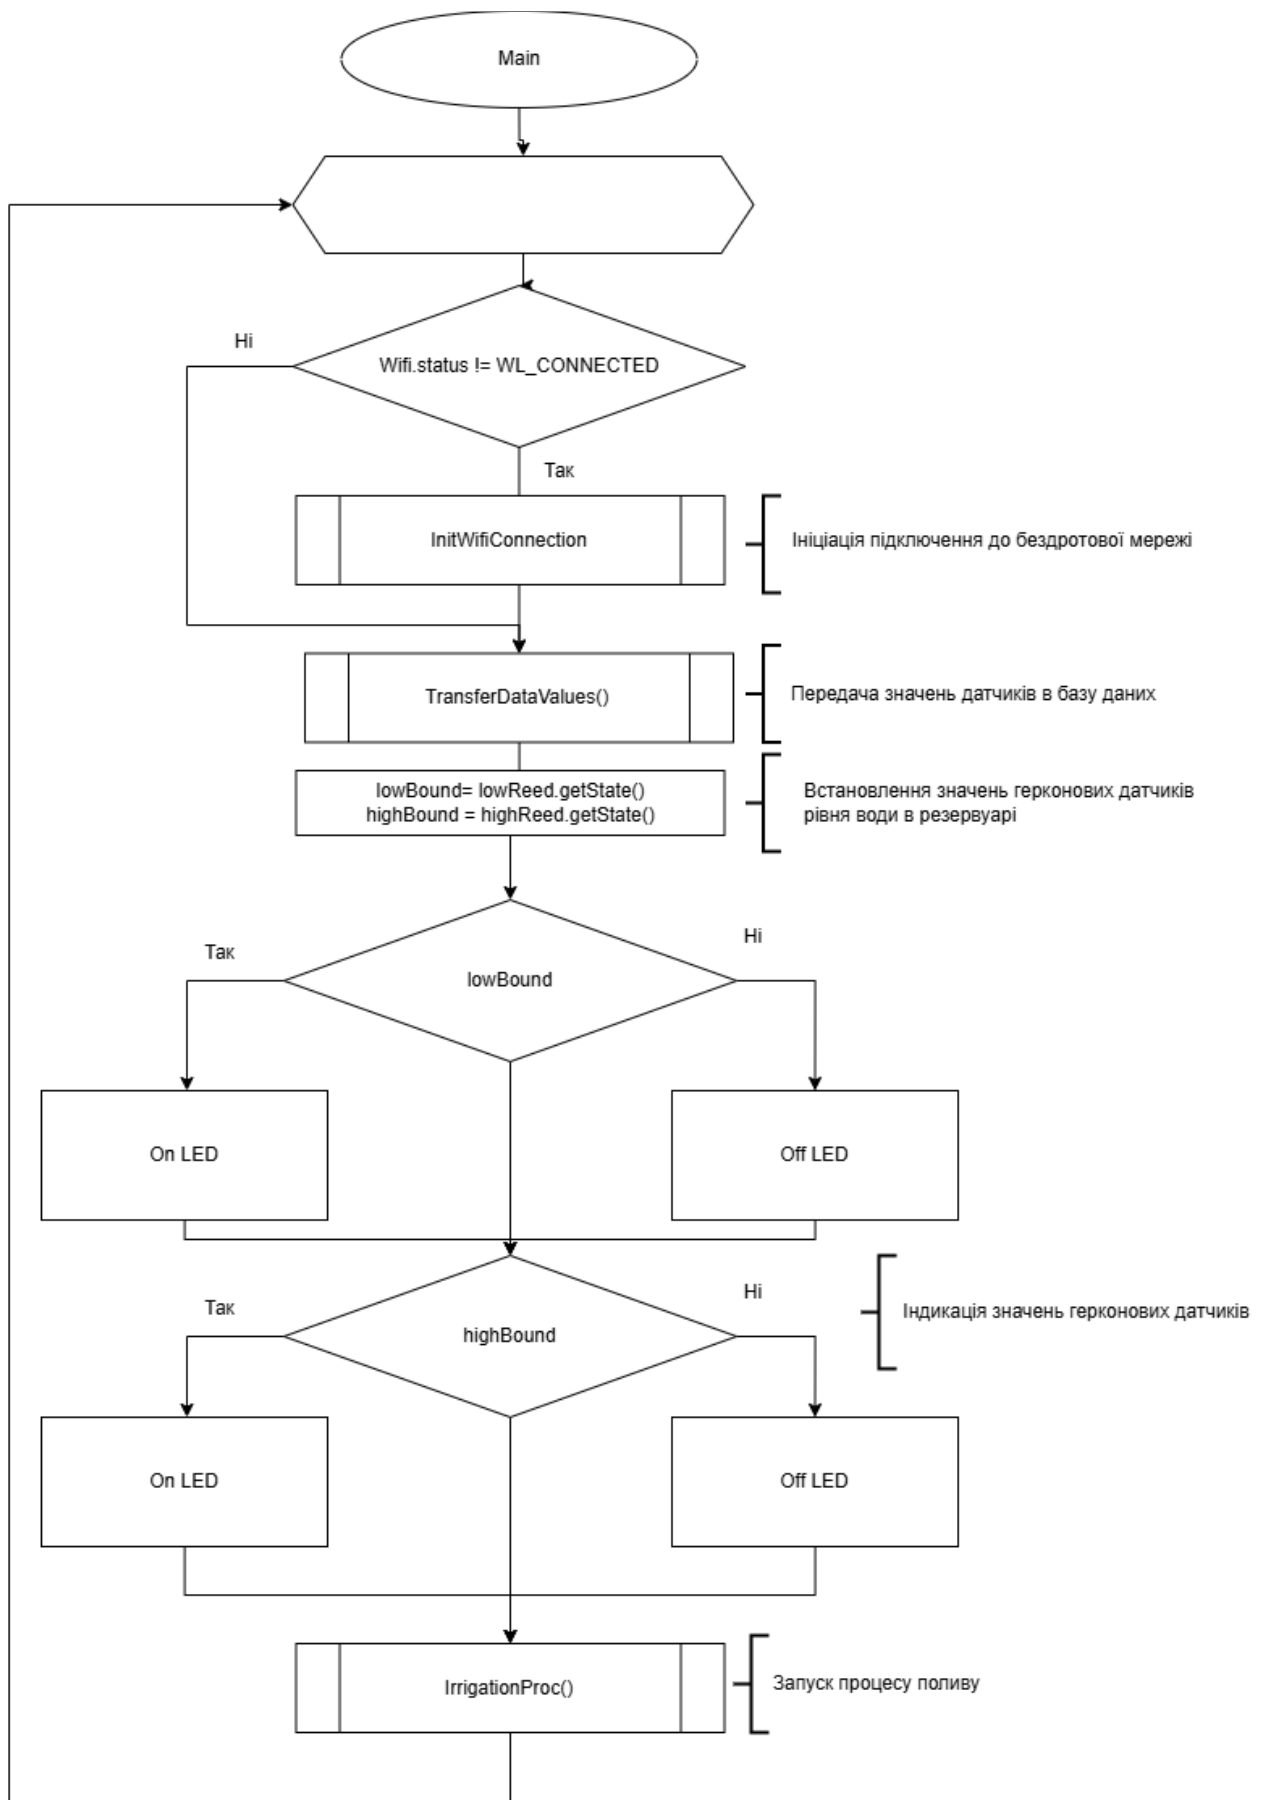 Main
Ні
Wifi.status != WL_CONNECTED
Так
InitWifiConnection
Ініціація підключення до бездротової мережі
TransferDataValues()
Передача значень датчиків в базу даних
lowBound= lowReed.getState()
highBound = highReed.getState()
Встановлення значень герконових датчиків
рівня води в резервуарі
Так
Ні
lowBound
On LED
Off LED
Так
Ні
highBound
Індикація значень герконових датчиків
On LED
Off LED
IrrigationProc()
Запуск процесу поливу